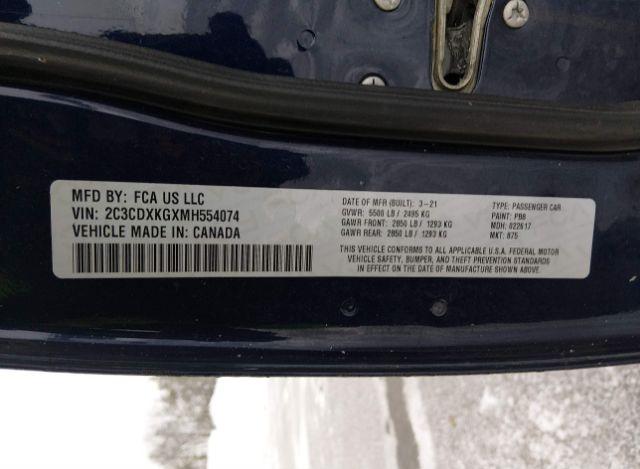 MFD BY: FCA US LLC
VIN: 2C3CDXKGXMH554074
VEHICLE MADE IN: CANADA
DATE OF MFR (BUILT): 3-21
GVWR: 5500 LB / 2495 KG
GAWR FRONT: 2850 LB / 1293 KG
GAWR REAR: 2850 LB / 1293 KG
TYPE: PASSENGER CAR
PAINT: PB8
MDH: 022617
MKT: 875
THIS VEHICLE CONFORMS TO ALL APPLICABLE U.S.A. FEDERAL MOTOR
VEHICLE SAFETY, BUMPER, AND THEFT PREVENTION STANDARDS
IN EFFECT ON THE DATE OF MANUFACTURE SHOWN ABOVE.